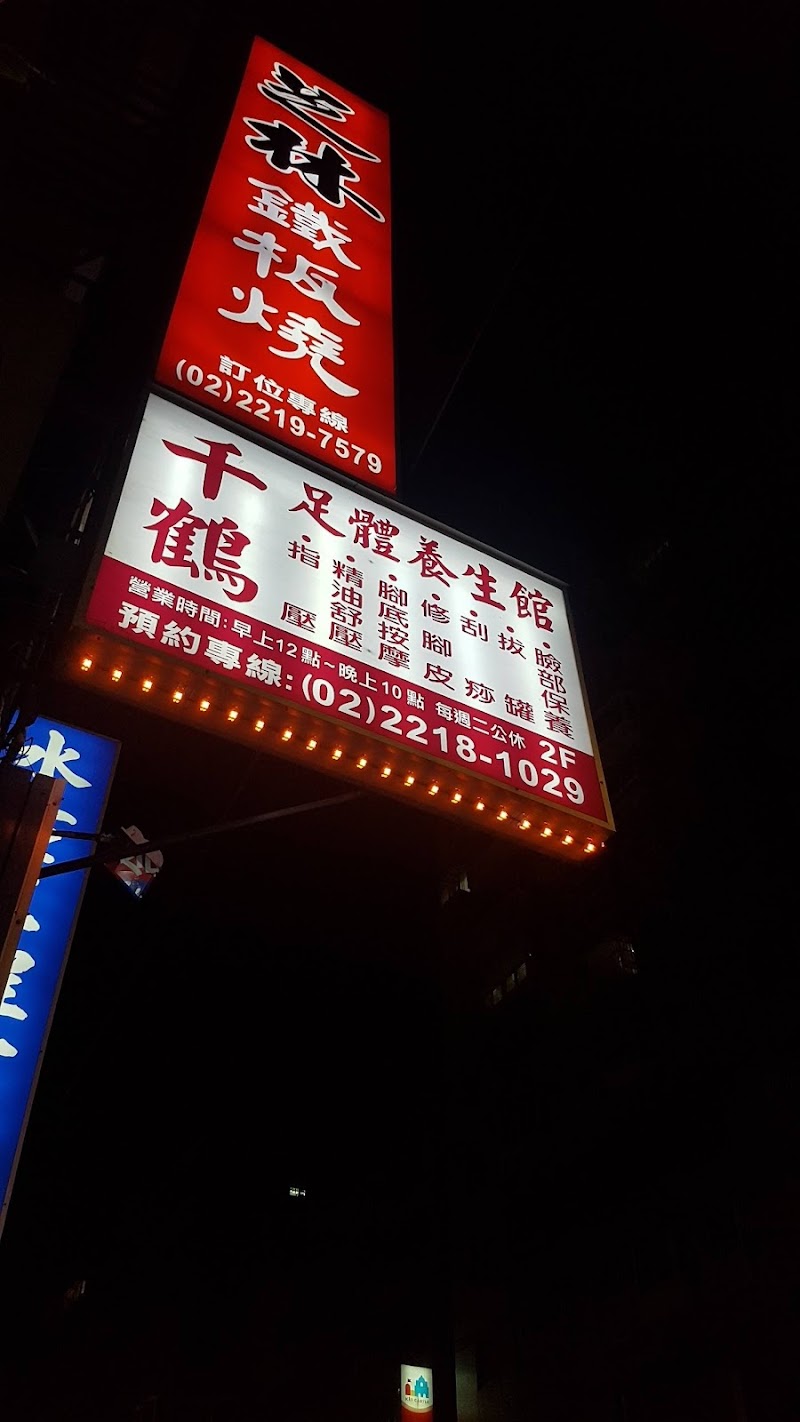 芝林
鐵板燒
訂位專線
(02)2219-7579
千鶴
足體養生館
指壓
精油舒壓
腳底按摩
修腳皮
刮痧
拔罐
臉部保養
營業時間:早上12點~晚上10點 每週二公休 2F
預約專線:(02)2218-1029
水